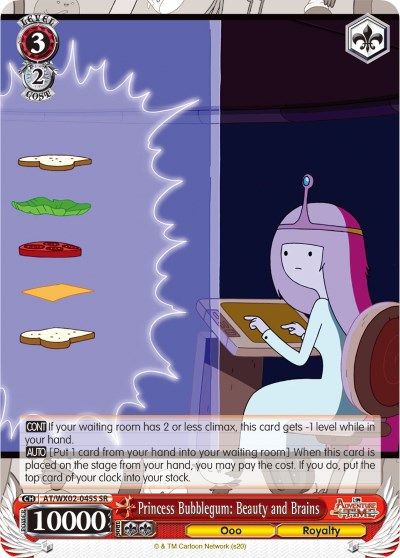 LEVEL
3
2
COST
CONT If your waiting room has 2 or less climax, this card gets -1 level while in
your hand.
AUTO [Put 1 card from your hand into your waiting room] When this card is
placed on the stage from your hand, you may pay the cost. If you do, put the
top card of your clock into your stock.
CH AT/WX02-045S SR
Princess Bubblegum: Beauty and Brains
ADVENTURE TIME
POWER 10000
SOUL
Ooo
Royalty
© & TM Cartoon Network (s20)